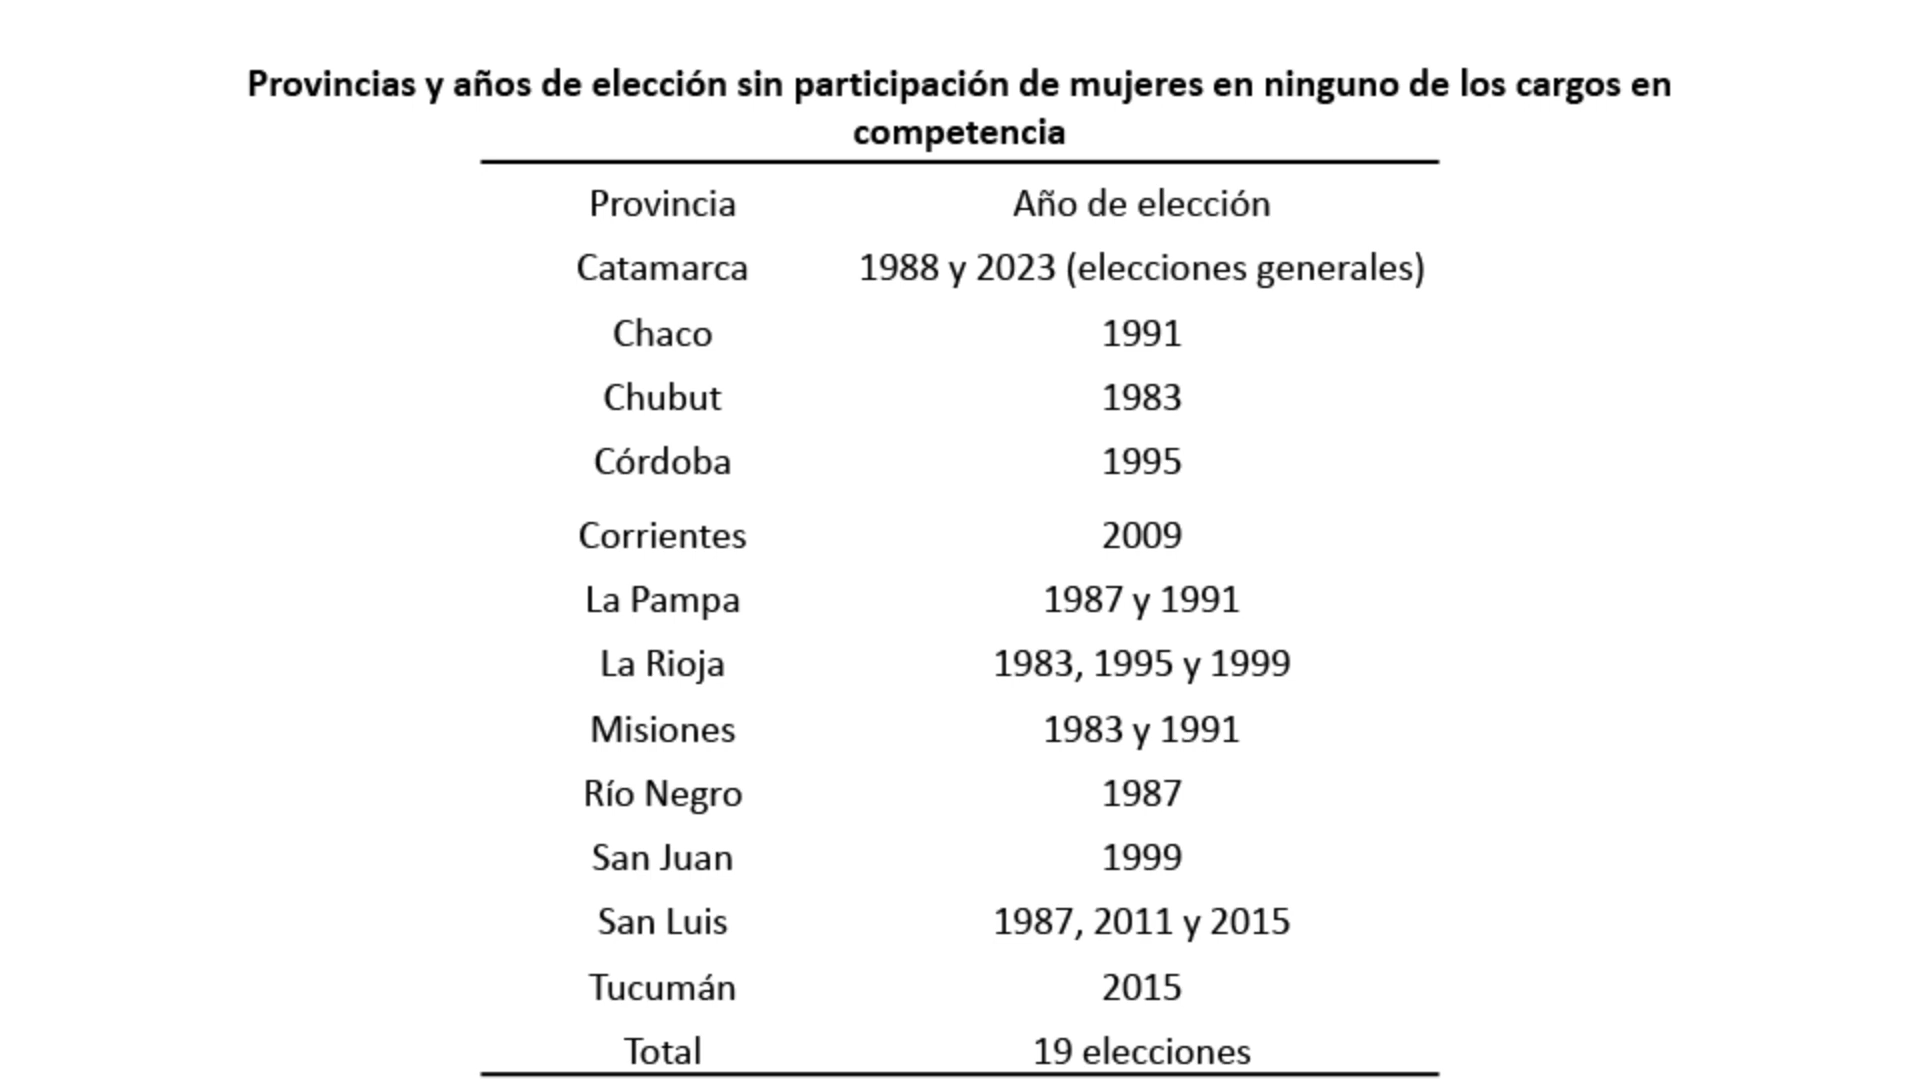 Provincias y años de elección sin participación de mujeres en ninguno de los cargos en
competencia
Provincia Año de elección
Catamarca 1988 y 2023 (elecciones generales)
Chaco 1991
Chubut 1983
Córdoba 1995
Corrientes 2009
La Pampa 1987 y 1991
La Rioja 1983, 1995 y 1999
Misiones 1983 y 1991
Río Negro 1987
San Juan 1999
San Luis 1987, 2011 y 2015
Tucumán 2015
Total 19 elecciones